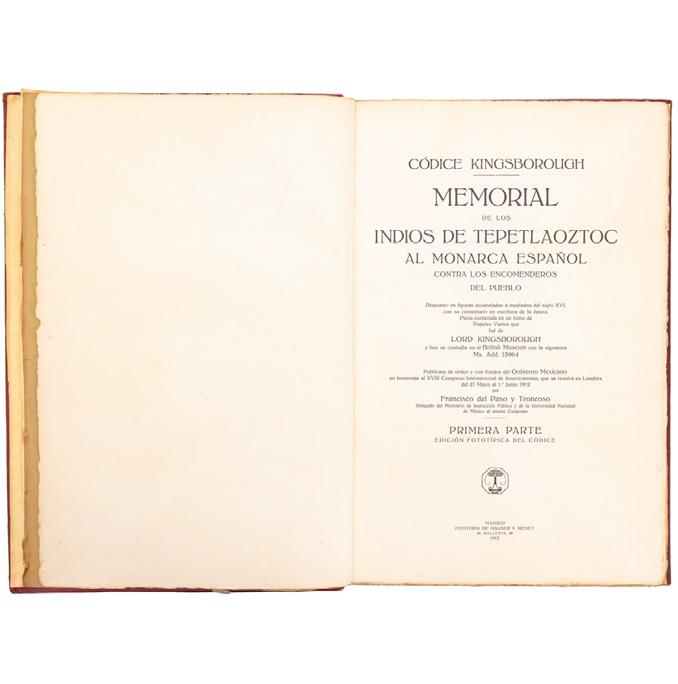 CÓDICE KINGSBOROUGH
MEMORIAL
DE LOS
INDIOS DE TEPETLAOZTOC
AL MONARCA ESPAÑOL
CONTRA LOS ENCOMENDEROS
DEL PUEBLO
Dispuesto en figuras acuareladas á mediados del siglo XVI,
con su comentario en escritura de la época.
Pieza contenida en un tomo de
Papeles Varios que
fué de
LORD KINGSBOROUGH
y hoy se custodia en el British Museum con la signatura
Ms. Add. 13964
Publícase de orden y con fondos del Gobierno Mexicano
en homenaje al XVIII Congreso Internacional de Americanistas, que se reunirá en Londres
del 27 Mayo al 1.º Junio 1912
por
Francisco del Paso y Troncoso
Delegado del Ministerio de Instrucción Pública y de la Universidad Nacional
de México al mismo Congreso
PRIMERA PARTE
EDICIÓN FOTOTÍPICA DEL CÓDICE
MADRID
FOTOTIPIA DE HAUSER Y MENET
BALLESTA
1912